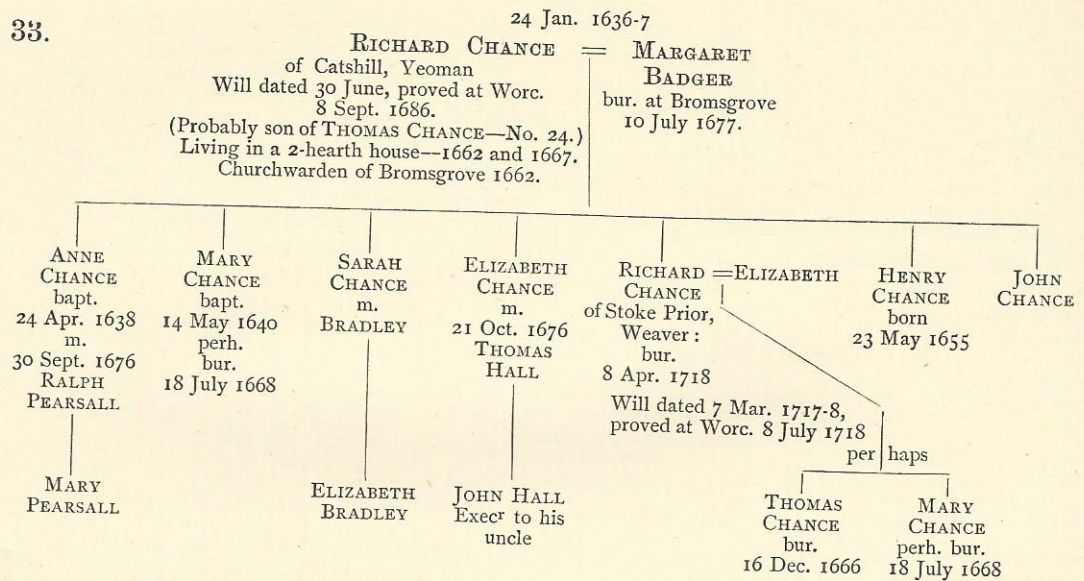 33.
24 Jan. 1636-7
RICHARD CHANCE = MARGARET BADGER
of Catshill, Yeoman
Will dated 30 June, proved at Worc.
8 Sept. 1686.
(Probably son of THOMAS CHANCE—No. 24.)
Living in a 2-hearth house—1662 and 1667.
Churchwarden of Bromsgrove 1662.
bur. at Bromsgrove
10 July 1677.
ANNE
CHANCE
bapt.
24 Apr. 1638
m.
30 Sept. 1676
RALPH
PEARSALL
MARY
PEARSALL
MARY
CHANCE
bapt.
14 May 1640
perh.
bur.
18 July 1668
SARAH
CHANCE
m.
BRADLEY
ELIZABETH
BRADLEY
ELIZABETH
CHANCE
m.
21 Oct. 1676
THOMAS
HALL
JOHN HALL
Execr to his
uncle
RICHARD = ELIZABETH
CHANCE
of Stoke Prior,
Weaver :
bur.
8 Apr. 1718
Will dated 7 Mar. 1717-8,
proved at Worc. 8 July 1718
per haps
THOMAS
CHANCE
bur.
16 Dec. 1666
MARY
CHANCE
perh. bur.
18 July 1668
HENRY
CHANCE
born
23 May 1655
JOHN
CHANCE